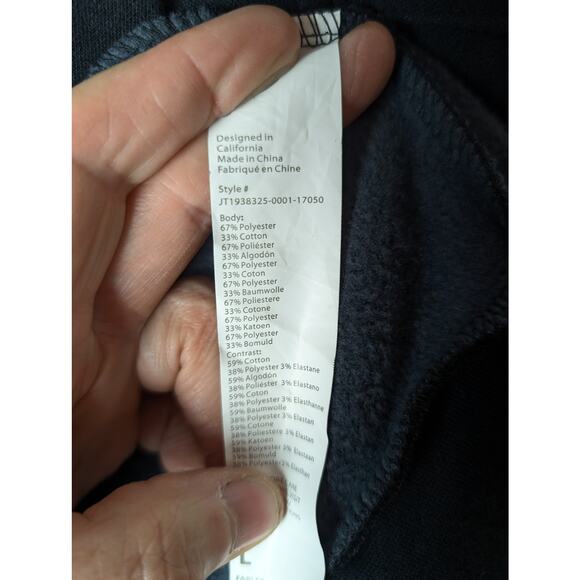 Designed in
California
Made in China
Fabriqué en Chine
Style #
JT1938325-0001-17050
Body:
67% Polyester
33% Cotton
67% Poliéster
33% Algodón
67% Polyester
33% Coton
67% Polyester
33% Baumwolle
67% Poliestere
33% Cotone
67% Polyester
33% Katoen
67% Polyester
33% Bomuld
Contrast:
59% Cotton
38% Polyester 3% Elastane
59% Algodón
38% Poliéster 3% Elastano
59% Coton
38% Polyester 3% Elasthanne
59% Baumwolle
38% Polyester 3% Elastan
59% Cotone
38% Poliestere 3% Elastan
59% Katoen
38% Polyester 3% Elastaan
59% Bomuld
38% Polyester 3% Elasthan
CARE
L